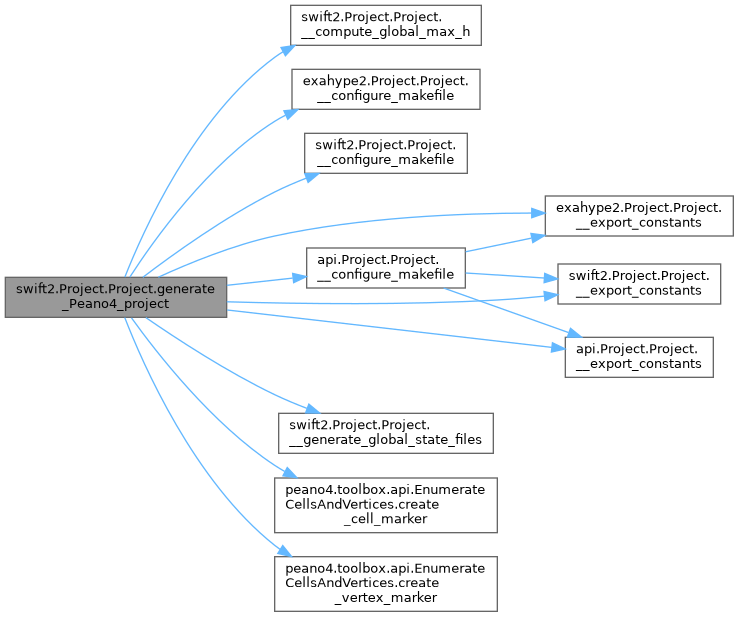 swift2.Project.Project.
__compute_global_max_h
exahype2.Project.Project.
__configure_makefile
swift2.Project.Project.
__configure_makefile
exahype2.Project.Project.
__export_constants
api.Project.Project.
__configure_makefile
swift2.Project.Project.
__export_constants
swift2.Project.Project.generate
_Peano4_project
api.Project.Project.
__export_constants
swift2.Project.Project.
__generate_global_state_files
peano4.toolbox.api.Enumerate
CellsAndVertices.create
_cell_marker
peano4.toolbox.api.Enumerate
CellsAndVertices.create
_vertex_marker